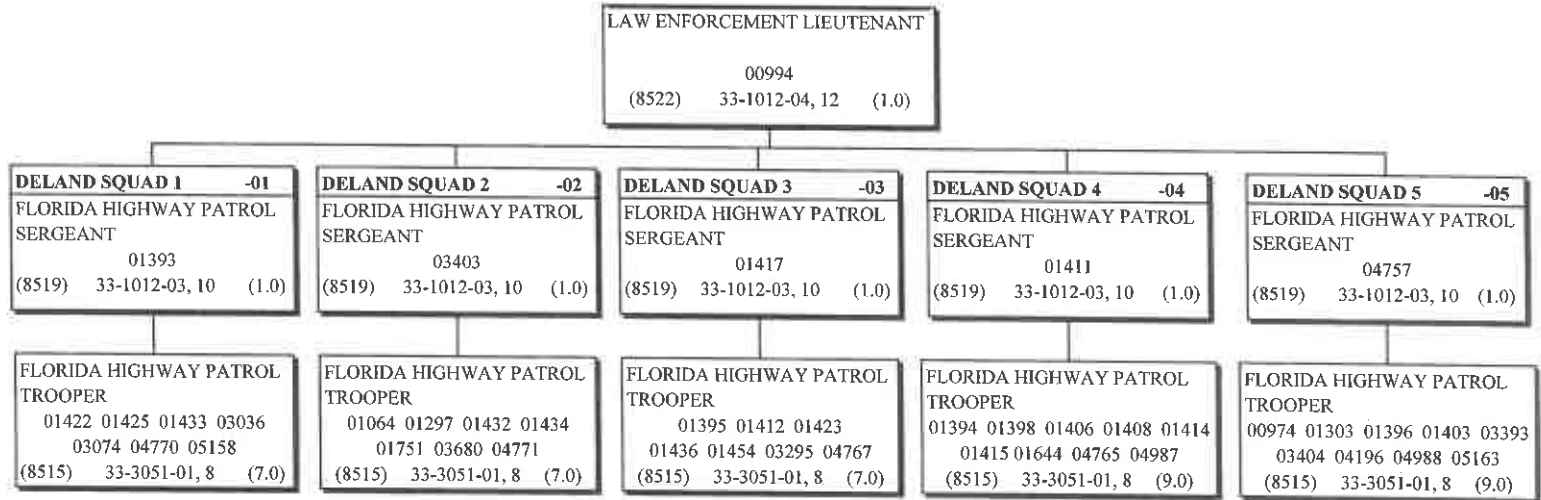 LAW ENFORCEMENT LIEUTENANT
00994
(8522) 33-1012-04, 12 (1.0)
DELAND SQUAD 1 -01
FLORIDA HIGHWAY PATROL
SERGEANT
01393
(8519) 33-1012-03, 10 (1.0)
DELAND SQUAD 2 -02
FLORIDA HIGHWAY PATROL
SERGEANT
03403
(8519) 33-1012-03, 10 (1.0)
DELAND SQUAD 3 -03
FLORIDA HIGHWAY PATROL
SERGEANT
01417
(8519) 33-1012-03, 10 (1.0)
DELAND SQUAD 4 -04
FLORIDA HIGHWAY PATROL
SERGEANT
01411
(8519) 33-1012-03, 10 (1.0)
DELAND SQUAD 5 -05
FLORIDA HIGHWAY PATROL
SERGEANT
04757
(8519) 33-1012-03, 10 (1.0)
FLORIDA HIGHWAY PATROL
TROOPER
01422 01425 01433 03036
03074 04770 05158
(8515) 33-3051-01, 8 (7.0)
FLORIDA HIGHWAY PATROL
TROOPER
01064 01297 01432 01434
01751 03680 04771
(8515) 33-3051-01, 8 (7.0)
FLORIDA HIGHWAY PATROL
TROOPER
01395 01412 01423
01436 01454 03295 04767
(8515) 33-3051-01, 8 (7.0)
FLORIDA HIGHWAY PATROL
TROOPER
01394 01398 01406 01408 01414
01415 01644 04765 04987
(8515) 33-3051-01, 8 (9.0)
FLORIDA HIGHWAY PATROL
TROOPER
00974 01303 01396 01403 03393
03404 04196 04988 05163
(8515) 33-3051-01, 8 (9.0)